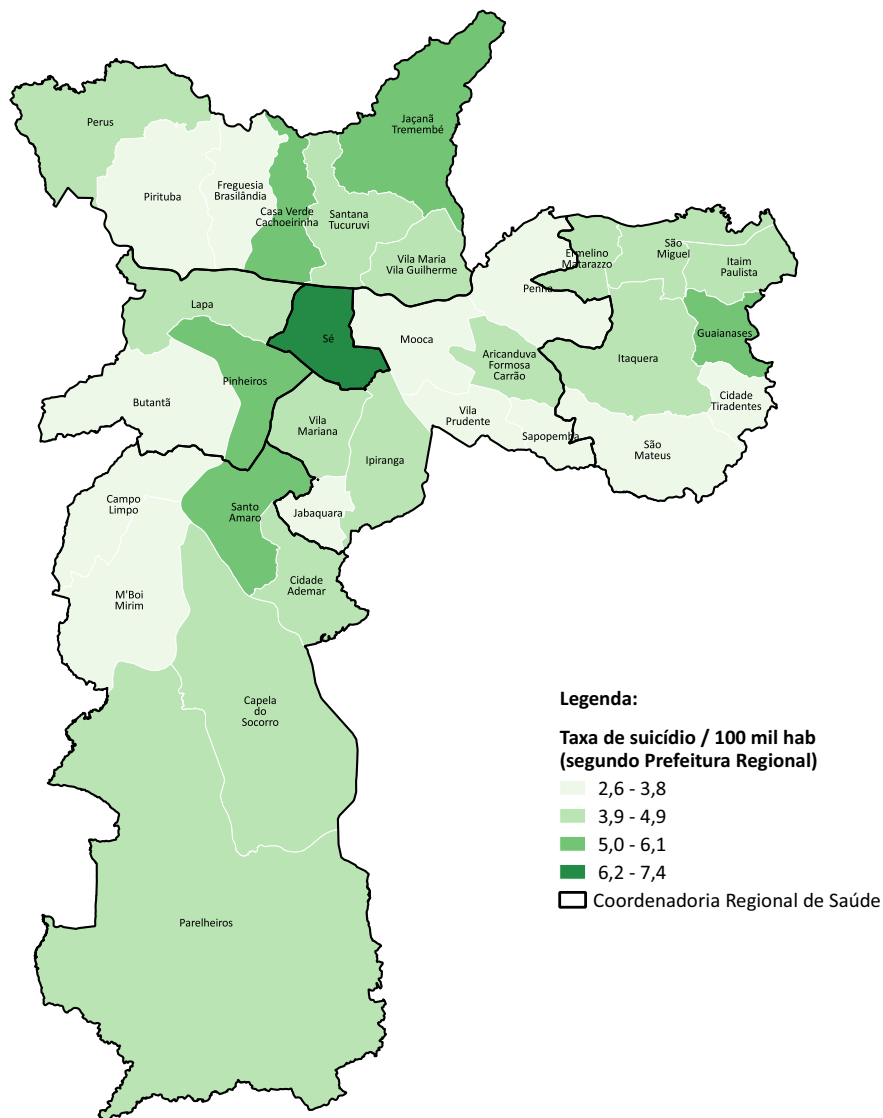 Jaçanã
Tremembé
Perus
Pirituba
Freguesia
Brasilândia
Casa Verde
Cachoeirinha
Santana
Tucuruvi
Vila Maria
Vila Guilherme
Ermelino
Matarazzo
São
Miguel
Itaim
Paulista
Penha
Lapa
Sé
Mooca
Guaianases
Aricanduva
Formosa
Carrão
Itaquera
Pinheiros
Butantã
Cidade
Tiradentes
Vila
Mariana
Vila
Prudente
Sapopemba
São
Mateus
Ipiranga
Campo
Limpo
Santo
Amaro
Jabaquara
Cidade
Ademar
M'Boi
Mirim
Capela
do
Socorro
Parelheiros
Legenda:
Taxa de suicídio / 100 mil hab
(segundo Prefeitura Regional)
2,6 - 3,8
3,9 - 4,9
5,0 - 6,1
6,2 - 7,4
Coordenadoria Regional de Saúde